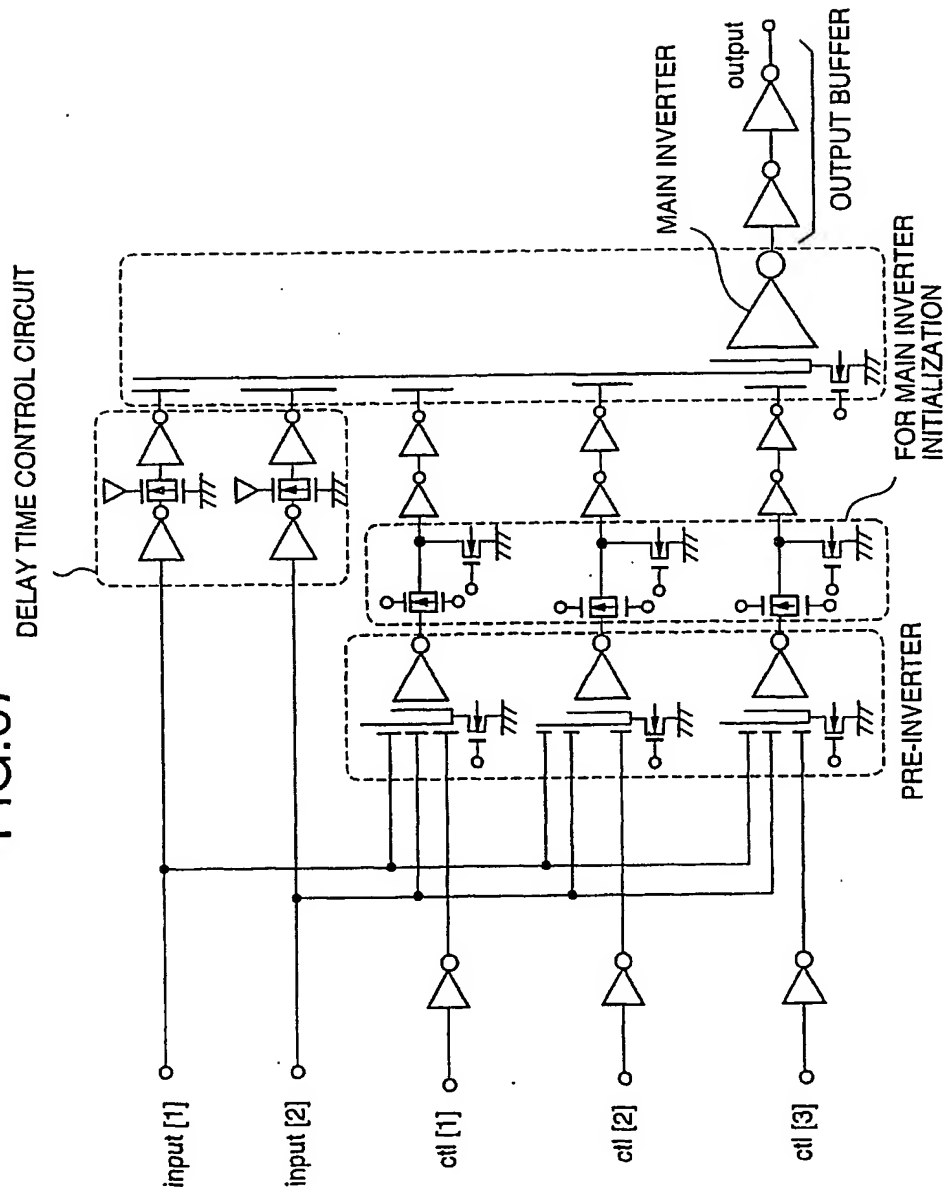 DELAY TIME CONTROL CIRCUIT
MAIN INVERTER
output
OUTPUT BUFFER
FOR MAIN INVERTER
INITIALIZATION
PRE-INVERTER
input [1]
input [2]
ctl [1]
ctl [2]
ctl [3]